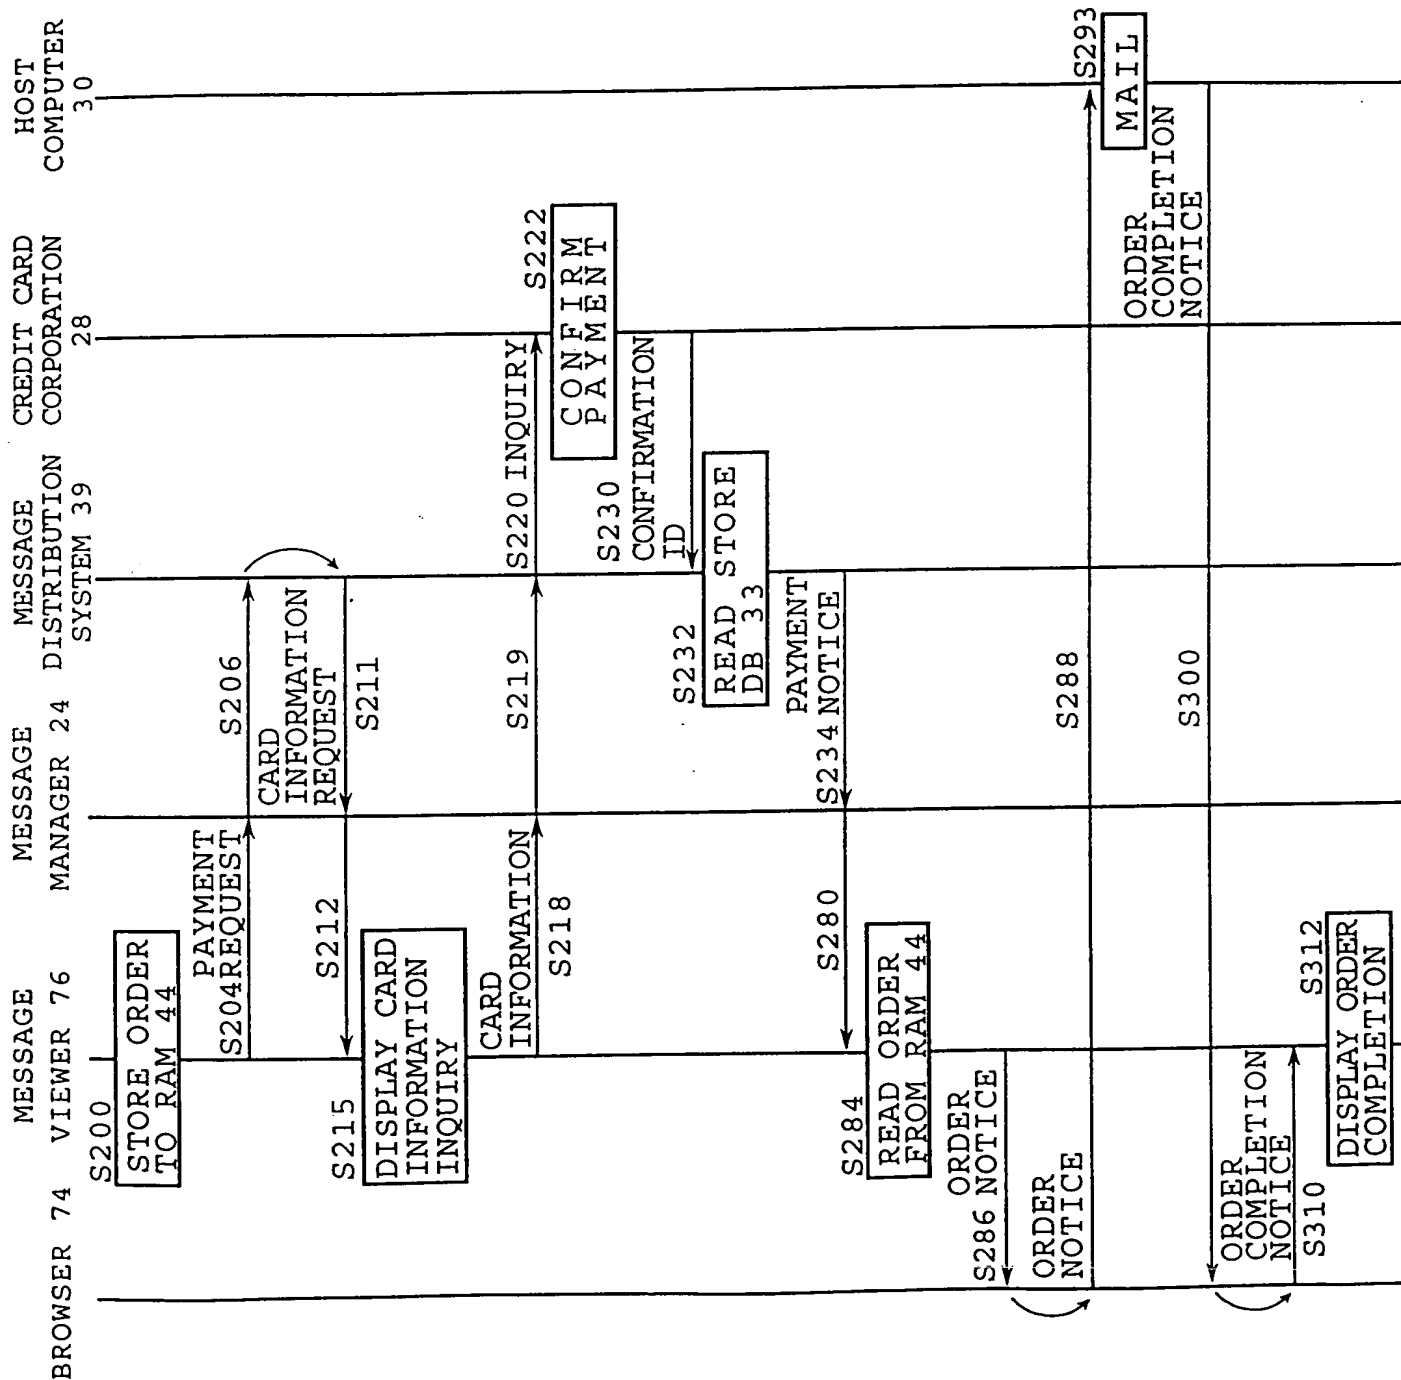 BROWSER 74
MESSAGE
VIEWER 76
MESSAGE
MANAGER 24
MESSAGE
DISTRIBUTION
SYSTEM 39
CREDIT CARD
CORPORATION
28
HOST
COMPUTER
30
S200
STORE ORDER
TO RAM 44
PAYMENT
S204REQUEST
S206
CARD
INFORMATION
REQUEST
S211
S212
S215
DISPLAY CARD
INFORMATION
INQUIRY
CARD
INFORMATION
S218
S219
S220 INQUIRY
S222
CONFIRM
PAYMENT
S230
CONFIRMATION
ID
S232
READ STORE
DB 33
PAYMENT
S234 NOTICE
S280
S284
READ ORDER
FROM RAM 44
ORDER
S286 NOTICE
ORDER
NOTICE
S288
S293
MAIL
ORDER
COMPLETION
NOTICE
S300
ORDER
COMPLETION
NOTICE
S310
S312
DISPLAY ORDER
COMPLETION